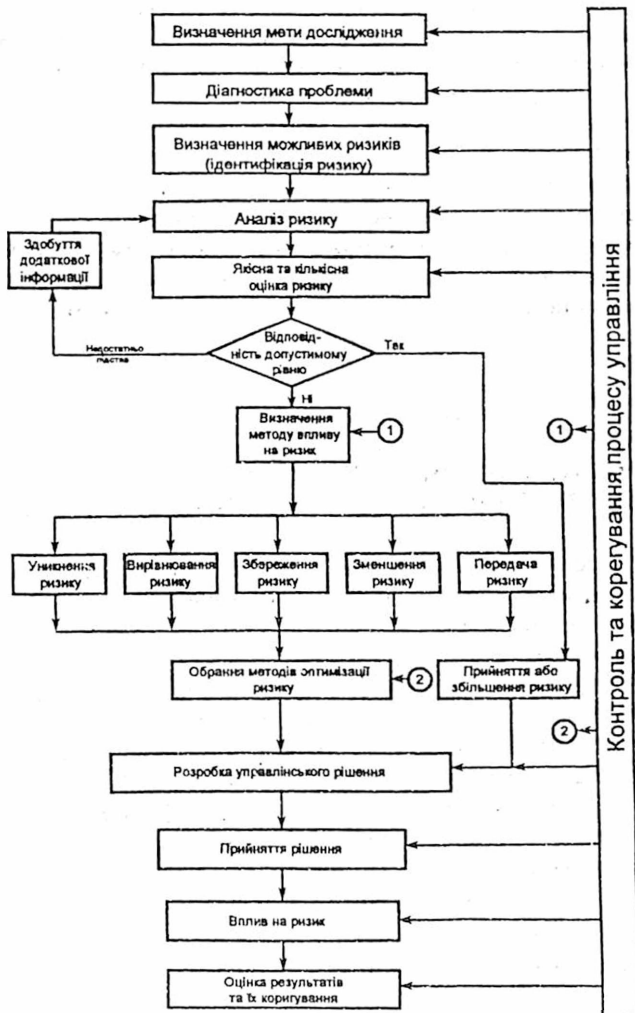 Визначення мети дослідження
Діагностика проблеми
Визначення можливих ризиків
(ідентифікація ризику)
Аналіз ризику
Здобуття
додаткової
інформації
Якісна та кількісна
оцінка ризику
Недостатньо
підстав
Відповід-
ність допустимому
рівню
Так
Ні
Визначення
методу впливу
на ризик
1
1
Уникнення
ризику
Вирівнювання
ризику
Збереження
ризику
Зменшення
ризику
Передача
ризику
Обрання методів оптимізації
ризику
2
Прийняття або
збільшення ризику
2
Розробка управлінського рішення
Прийняття рішення
Вплив на ризик
Оцінка результатів
та їх коригування
Контроль та корегування процесу управління